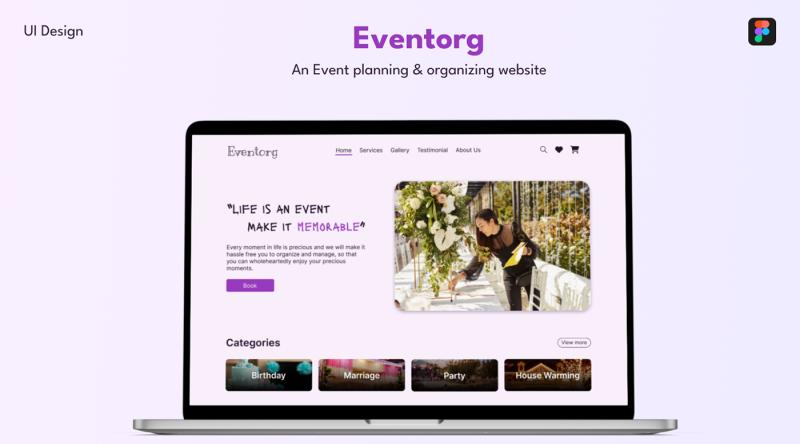 UI Design
Eventorg
An Event planning & organizing website
Eventorg
Home Services Gallery Testimonial About Us
"LIFE IS AN EVENT
MAKE IT MEMORABLE"
Every moment in life is precious and we will make it
hassle free you to organize and manage, so that
you can wholeheartedly enjoy your precious
moments.
Book
Categories
View more
Birthday
Marriage
Party
House Warming